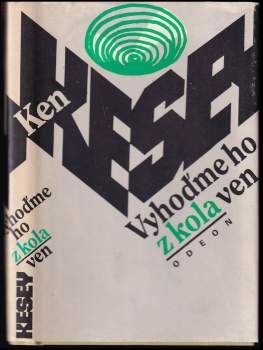 Ken
KESEY
Vyhoďme ho
z kola ven
ODEON
Vyhoďme
ho
z kola
ven
KESEY